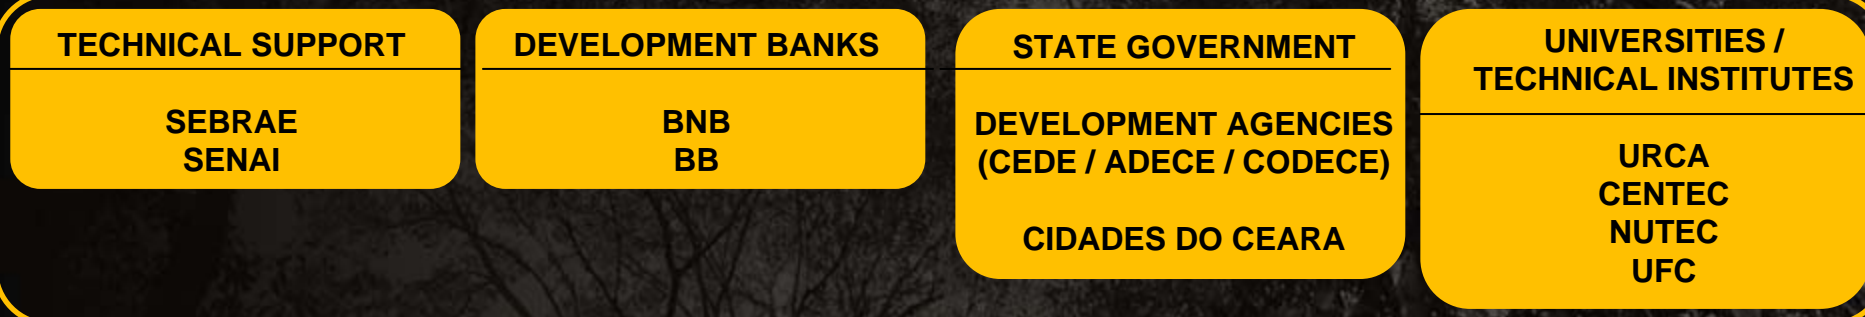 TECHNICAL SUPPORT
SEBRAE
SENAI
DEVELOPMENT BANKS
BNB
BB
STATE GOVERNMENT
DEVELOPMENT AGENCIES
(CEDE / ADECE / CODECE)
CIDADES DO CEARA
UNIVERSITIES /
TECHNICAL INSTITUTES
URCA
CENTEC
NUTEC
UFC